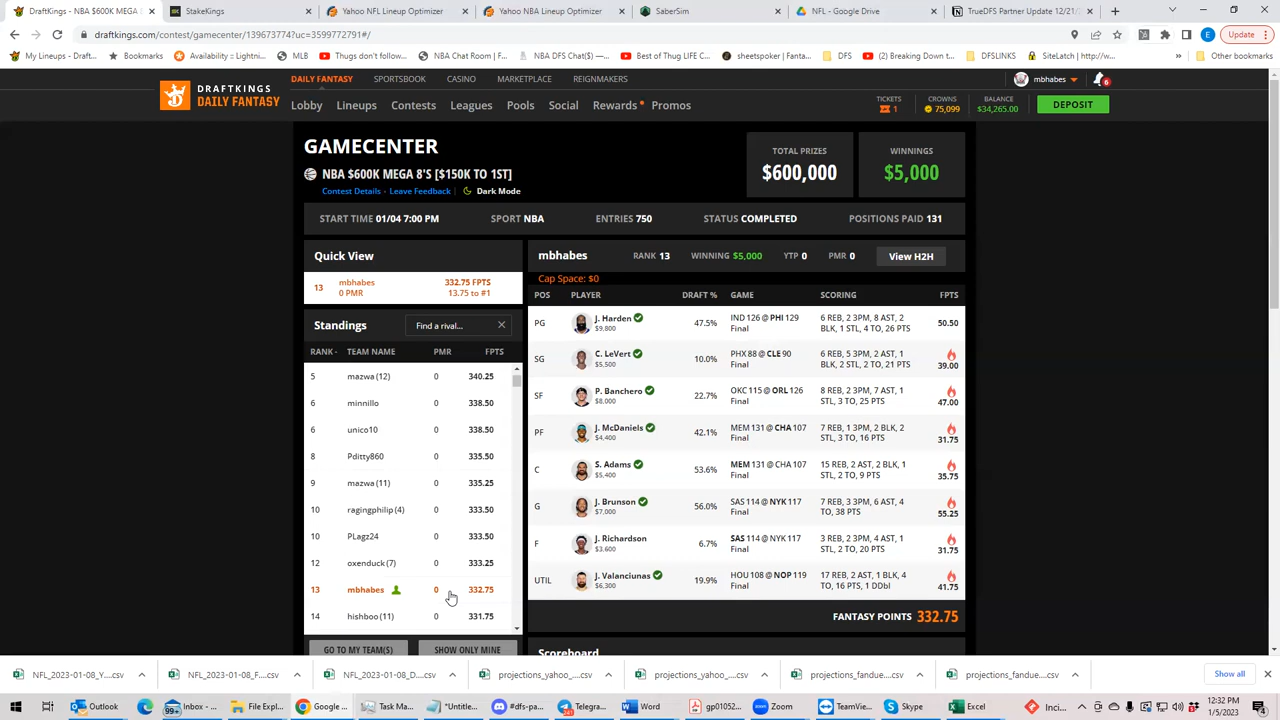 DraftKings - NBA $600K MEGA 8'S
StakeKings
Yahoo NFL Lineup Optimizer
Yahoo NBA Lineup Optimizer
SaberSim
NFL - Google Drive
TrueDFS Partner Update 12/21/
draftkings.com/contest/gamecenter/139673774?uc=3599772791#/
E
Update
My Lineups - Draft...
Bookmarks
Availability :: Lightni...
MLB
Thugs don't follow...
NBA Chat Room / P...
NBA DFS Chat($) -...
Best of Thug LIFE C...
sheetspoker | Fanta...
DFS
(2) Breaking Down t...
DFSLINKS
SiteLatch | http://w...
Other bookmarks
DAILY FANTASY
SPORTSBOOK
CASINO
MARKETPLACE
REIGNMAKERS
mbhabes
6
DRAFTKINGS
DAILY FANTASY
Lobby
Lineups
Contests
Leagues
Pools
Social
Rewards
Promos
TICKETS
1
CROWNS
75,099
BALANCE
$34,265.00
DEPOSIT
GAMECENTER
NBA $600K MEGA 8'S [$150K TO 1ST]
Contest Details - Leave Feedback
Dark Mode
TOTAL PRIZES
$600,000
WINNINGS
$5,000
START TIME 01/04 7:00 PM
SPORT NBA
ENTRIES 750
STATUS COMPLETED
POSITIONS PAID 131
Quick View
13
mbhabes
0 PMR
332.75 FPTS
13.75 to #1
Standings
Find a rival...
RANK
TEAM NAME
PMR
FPTS
5 mazwa (12) 0 340.25
6 minnillo 0 338.50
6 unico10 0 338.50
8 Pditty860 0 335.50
9 mazwa (11) 0 335.25
10 ragingphilip (4) 0 333.50
10 PLagz24 0 333.50
12 oxenduck (7) 0 333.25
13 mbhabes 0 332.75
14 hishboo (11) 0 331.75
GO TO MY TEAM(S)
SHOW ONLY MINE
mbhabes
RANK 13
WINNING $5,000
YTP 0
PMR 0
View H2H
Cap Space: $0
POS PLAYER DRAFT % GAME SCORING FPTS
PG J. Harden 47.5% IND 126 @ PHI 129 6 REB, 2 3PM, 8 AST, 2
$9,800 Final BLK, 1 STL, 4 TO, 26 PTS 50.50
SG C. LeVert 10.0% PHX 88 @ CLE 90 6 REB, 5 3PM, 2 AST, 1
$5,500 Final BLK, 2 STL, 2 TO, 21 PTS 39.00
SF P. Banchero 22.7% OKC 115 @ ORL 126 8 REB, 2 3PM, 7 AST, 1
$8,000 Final STL, 3 TO, 25 PTS 47.00
PF J. McDaniels 42.1% MEM 131 @ CHA 107 7 REB, 1 3PM, 2 BLK, 1
$4,400 Final STL, 3 TO, 16 PTS 31.75
C S. Adams 53.6% MEM 131 @ CHA 107 15 REB, 2 AST, 2 BLK, 1
$5,400 Final STL, 2 TO, 9 PTS 35.75
G J. Brunson 56.0% SAS 114 @ NYK 117 7 REB, 3 3PM, 6 AST, 4
$7,000 Final TO, 38 PTS 55.25
F J. Richardson 6.7% SAS 114 @ NYK 117 3 REB, 2 3PM, 4 AST, 1
$3,600 Final STL, 2 TO, 20 PTS 31.75
UTIL J. Valanciunas 19.9% HOU 108 @ NOP 119 17 REB, 2 AST, 1 BLK, 4
$6,300 Final TO, 16 PTS, 1 DDbl 41.75
FANTASY POINTS 332.75
Scoreboard
NFL_2023-01-08_Y....csv
NFL_2023-01-08_F....csv
NFL_2023-01-08_D....csv
projections_yahoo_....csv
projections_yahoo_....csv
projections_fandue....csv
projections_fandue....csv
Show all
Outlook
99+
Inbox -
File Expl...
Google ...
Task Ma...
*Untitle...
#dfs-pa...
Telegra...
Word
gp01052...
Zoom
TeamVie...
Skype
Excel
Inci...
12:32 PM
1/5/2023